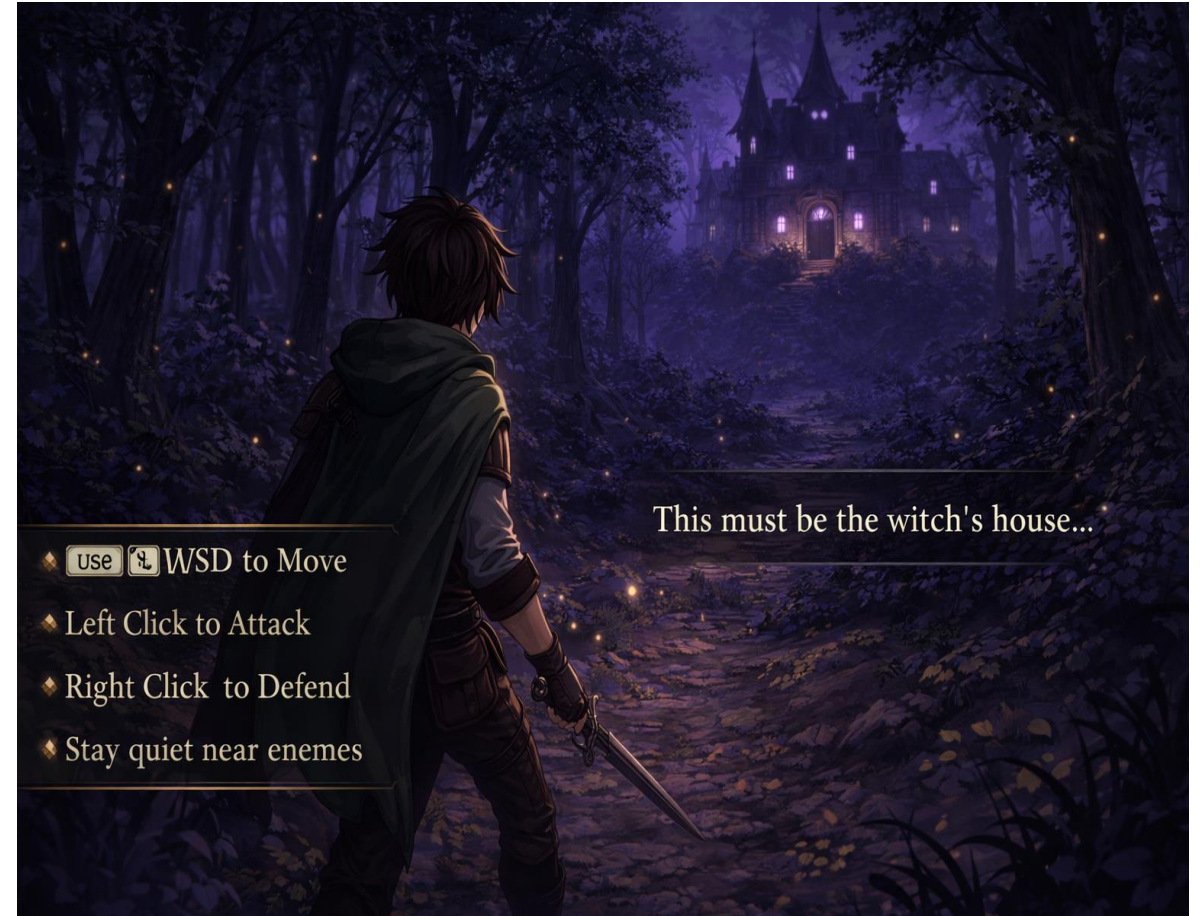 use WSD to Move
Left Click to Attack
Right Click to Defend
Stay quiet near enemes
This must be the witch's house...